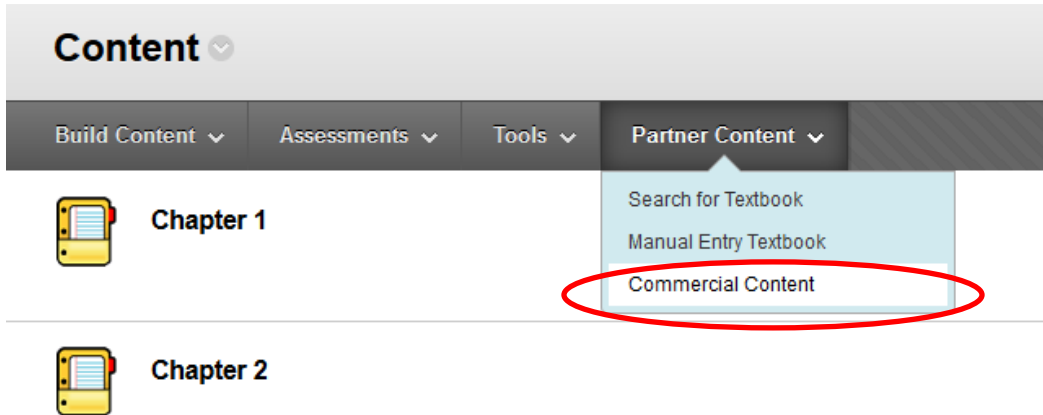 Content
Build Content Assessments Tools Partner Content
Search for Textbook
Manual Entry Textbook
Commercial Content
Chapter 1
Chapter 2